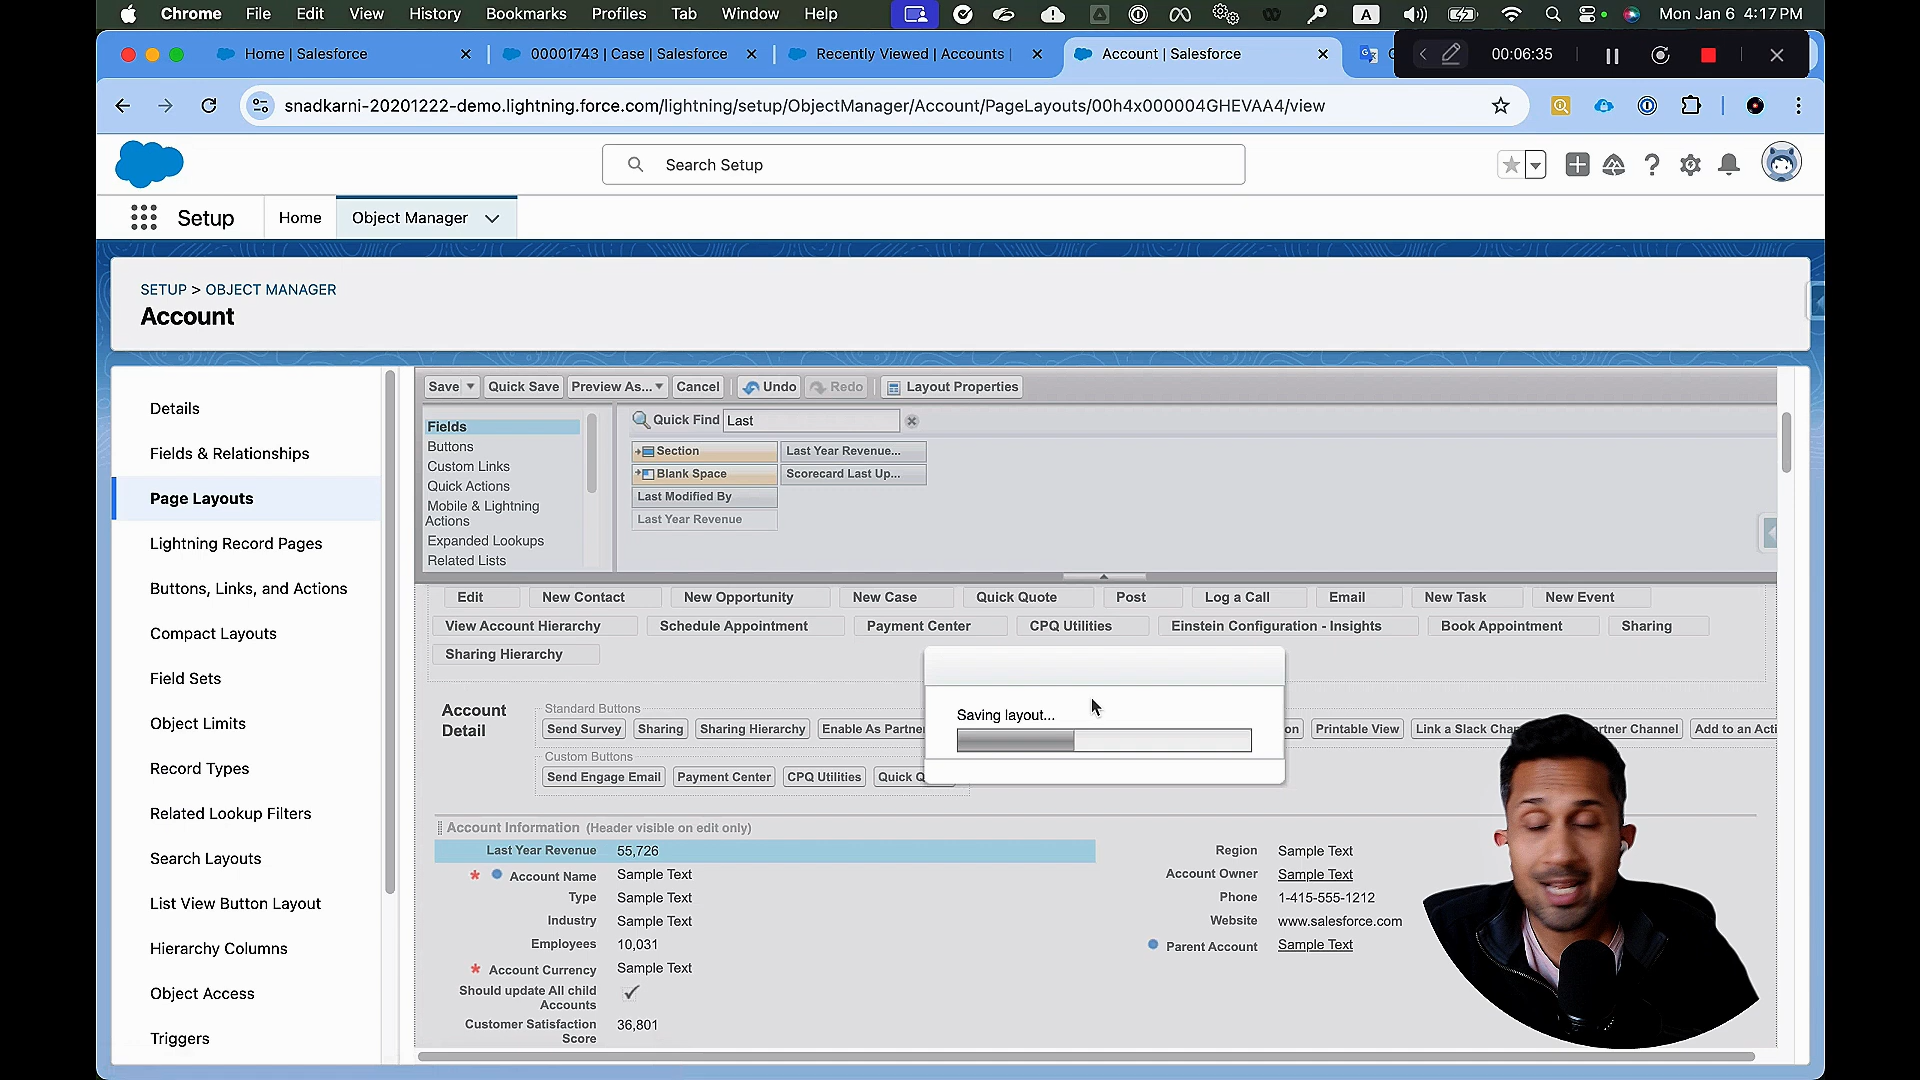 Chrome File Edit View History Bookmarks Profiles Tab Window Help A Mon Jan 6 4:17 PM
Home | Salesforce 00001743 | Case | Salesforce Recently Viewed | Accounts | Account | Salesforce 00:06:35
snadkarni-20201222-demo.lightning.force.com/lightning/setup/ObjectManager/Account/PageLayouts/00h4x000004GHEVAA4/view
Search Setup
Setup Home Object Manager
SETUP > OBJECT MANAGER
Account
Details
Fields & Relationships
Page Layouts
Lightning Record Pages
Buttons, Links, and Actions
Compact Layouts
Field Sets
Object Limits
Record Types
Related Lookup Filters
Search Layouts
List View Button Layout
Hierarchy Columns
Object Access
Triggers
Save Quick Save Preview As... Cancel Undo Redo Layout Properties
Fields
Buttons
Custom Links
Quick Actions
Mobile & Lightning
Actions
Expanded Lookups
Related Lists
Quick Find Last
Section Last Year Revenue...
Blank Space Scorecard Last Up...
Last Modified By
Last Year Revenue
Edit New Contact New Opportunity New Case Quick Quote Post Log a Call Email New Task New Event
View Account Hierarchy Schedule Appointment Payment Center CPQ Utilities Einstein Configuration - Insights Book Appointment Sharing
Sharing Hierarchy
Account
Detail
Standard Buttons
Send Survey Sharing Sharing Hierarchy Enable As Partne on Printable View Link a Slack Cha rtner Channel Add to an Acti
Custom Buttons
Send Engage Email Payment Center CPQ Utilities Quick Q
Saving layout...
Account Information (Header visible on edit only)
Last Year Revenue 55,726 Region Sample Text
Account Name Sample Text Account Owner Sample Text
Type Sample Text Phone 1-415-555-1212
Industry Sample Text Website www.salesforce.com
Employees 10,031 Parent Account Sample Text
Account Currency Sample Text
Should update All child
Accounts
Customer Satisfaction 36,801
Score